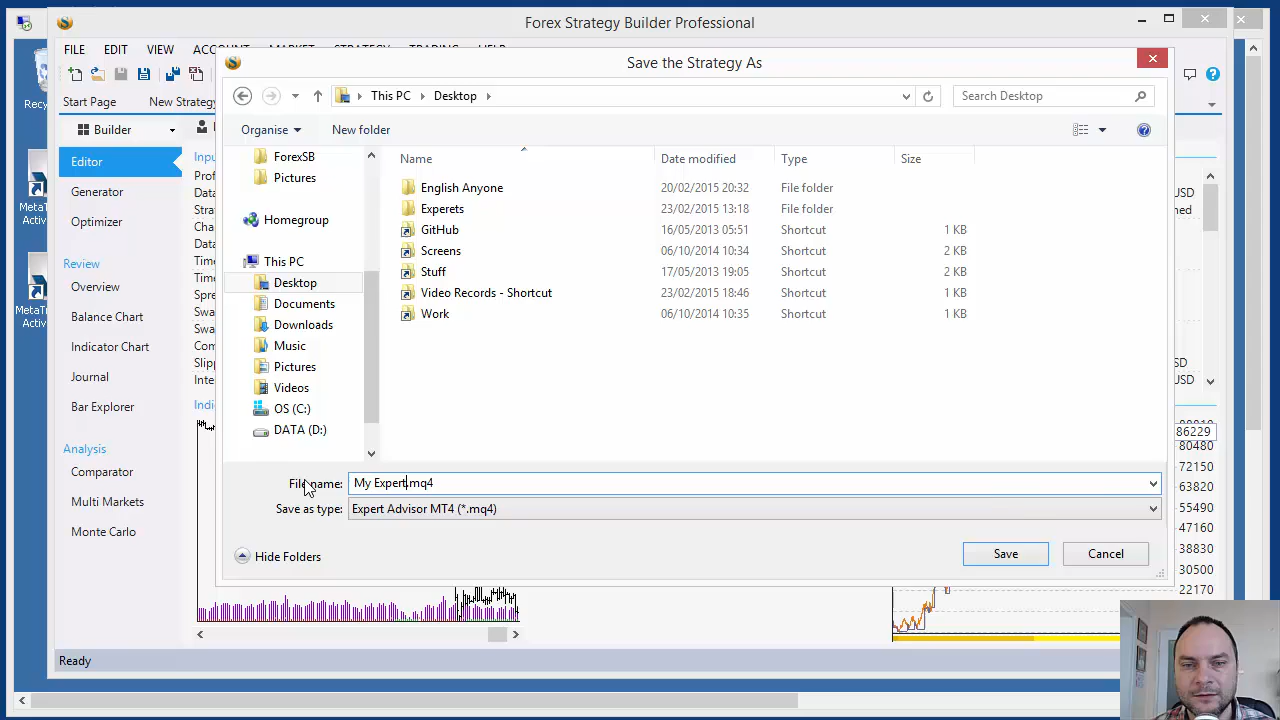 Forex Strategy Builder Professional
FILE EDIT VIEW
Save the Strategy As
This PC Desktop
Search Desktop
Start Page New Strategy
Organise New folder
Builder
ForexSB
Name Date modified Type Size
Pictures
Editor
English Anyone 20/02/2015 20:32 File folder
Generator
Experets 23/02/2015 13:18 File folder
Homegroup
Optimizer
GitHub 16/05/2013 05:51 Shortcut 1 KB
Screens 06/10/2014 10:34 Shortcut 2 KB
This PC
Review
Stuff 17/05/2013 19:05 Shortcut 2 KB
Desktop
Overview
Video Records - Shortcut 23/02/2015 18:46 Shortcut 1 KB
Documents
Balance Chart
Work 06/10/2014 10:35 Shortcut 1 KB
Downloads
Indicator Chart
Music
Journal
Pictures
Bar Explorer
Videos
OS (C:)
DATA (D:)
Analysis
Comparator
Multi Markets
Monte Carlo
86229
80480
72150
63820
55490
47160
38830
30500
22170
File name: My Expert.mq4
Save as type: Expert Advisor MT4 (*.mq4)
Hide Folders Save Cancel
Ready